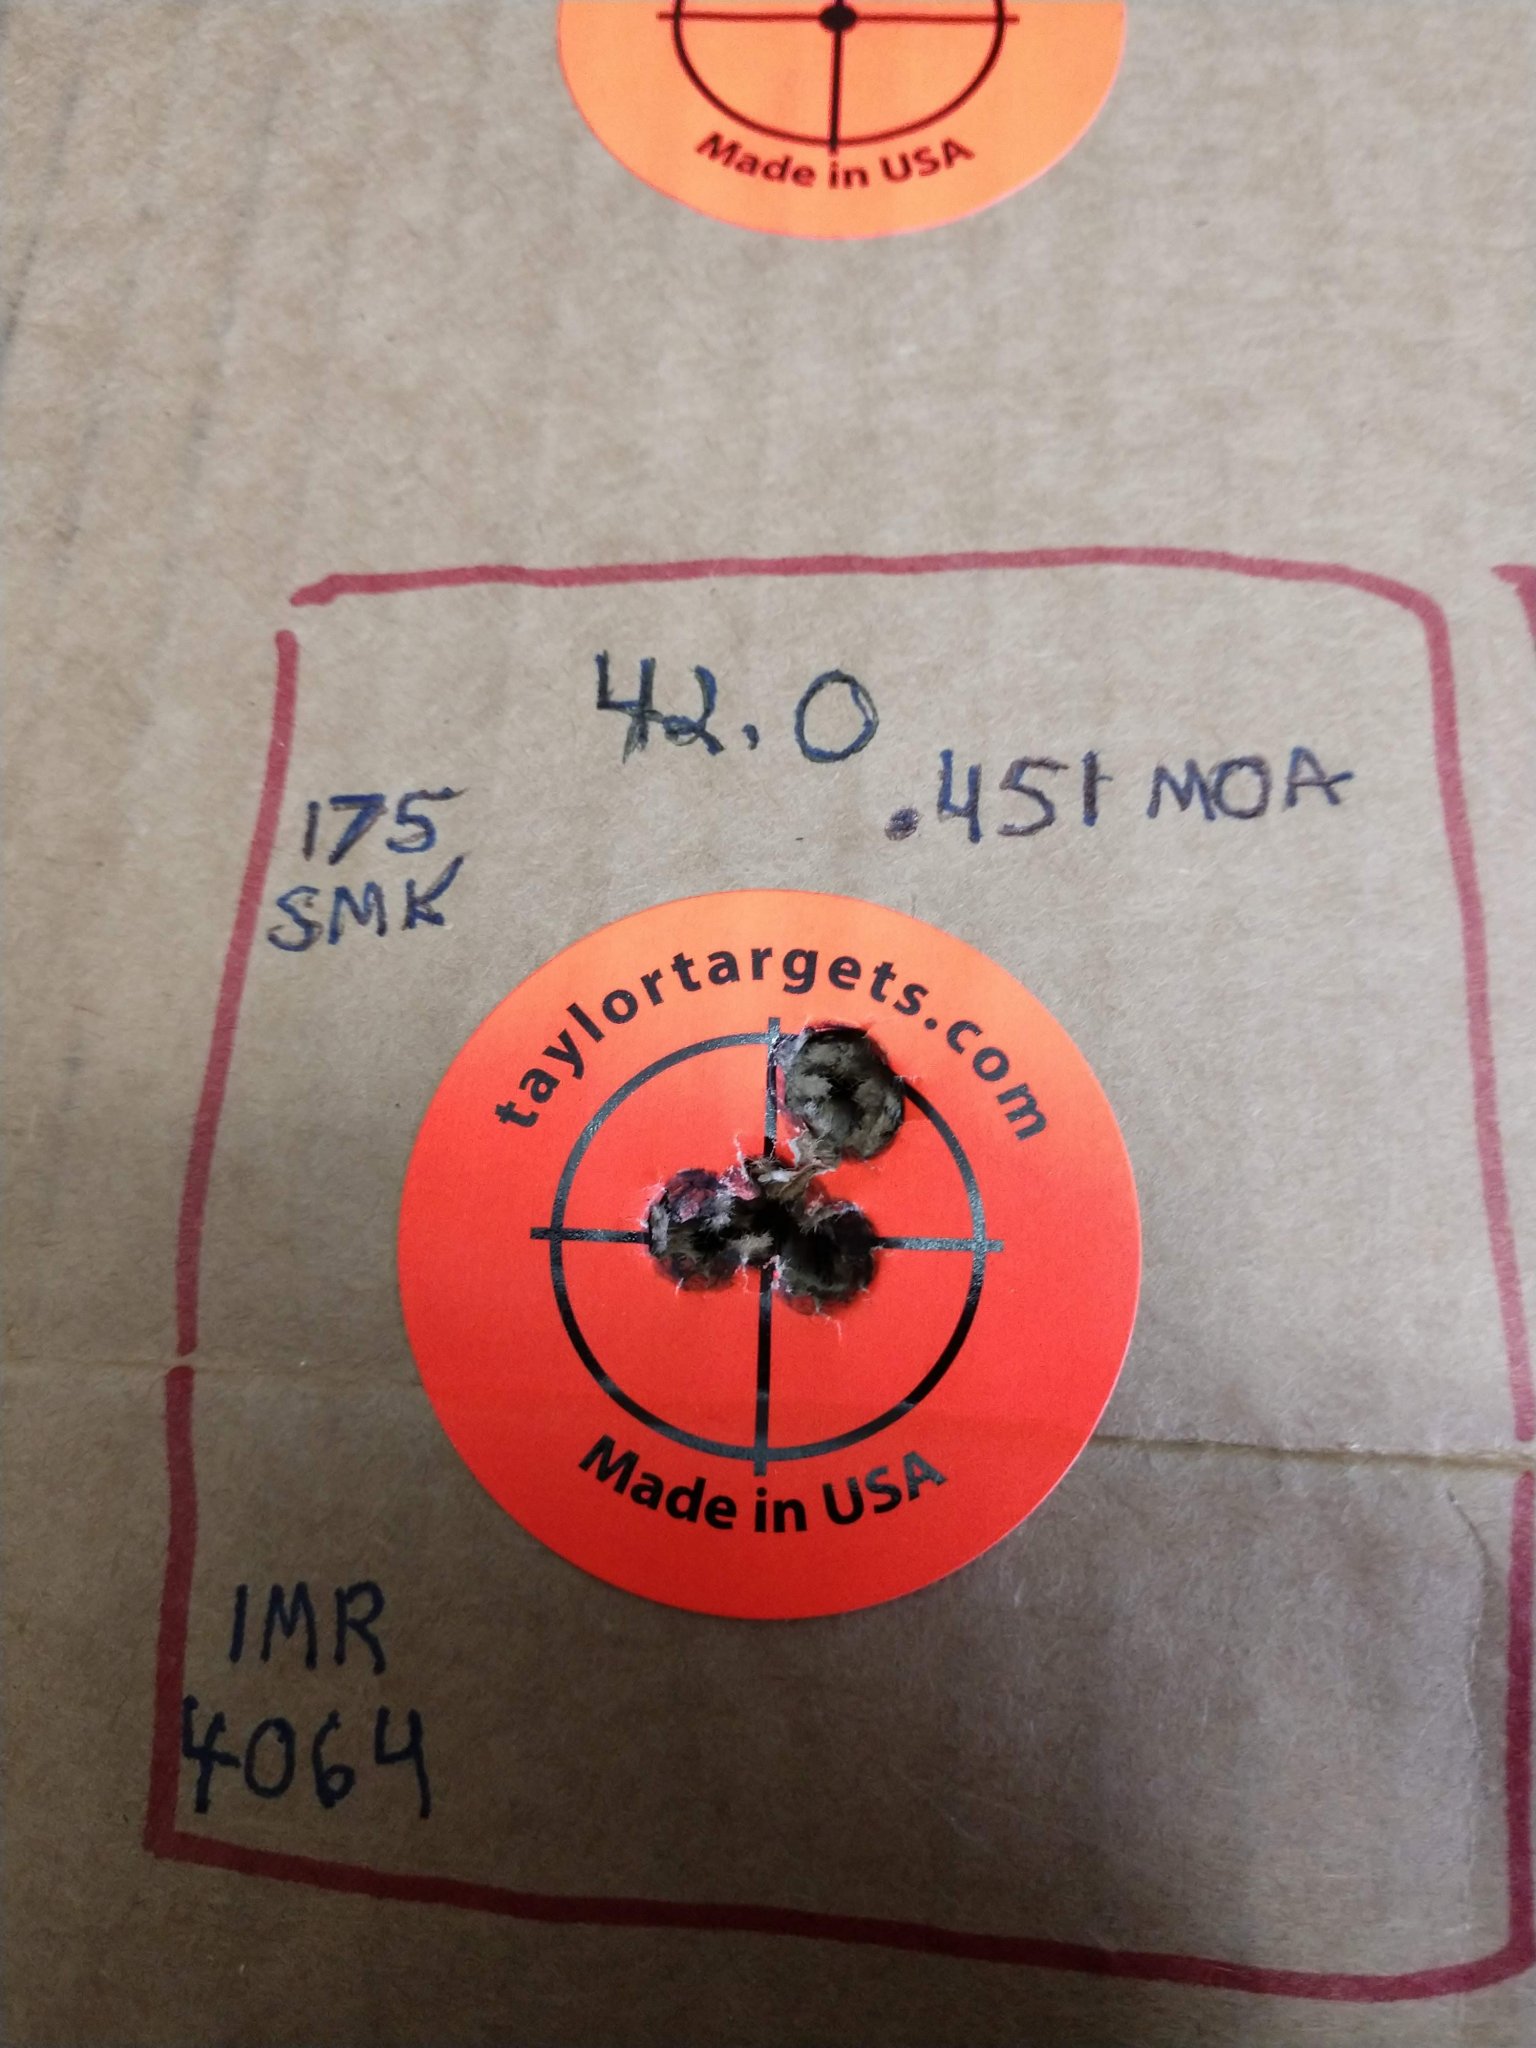 Made in USA
42.0
.451 MOA
175
SMK
taylortargets.com
Made in USA
IMR
4064